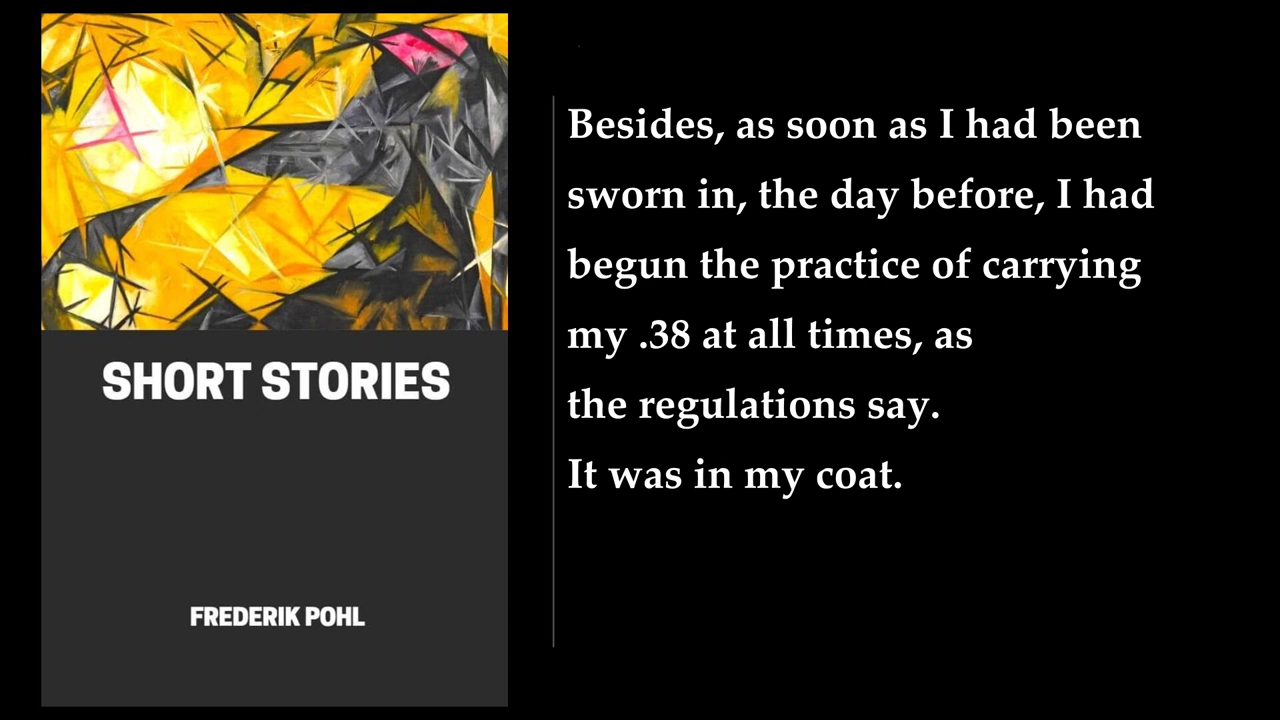 SHORT STORIES
FREDERIK POHL
Besides, as soon as I had been
sworn in, the day before, I had
begun the practice of carrying
my .38 at all times, as
the regulations say.
It was in my coat.